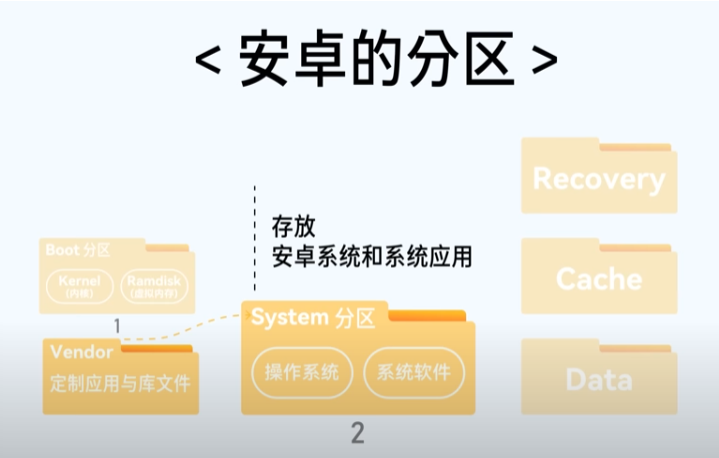 <安卓的分区>
Recovery
存放
安卓系统和系统应用
Boot 分区
Kernel
(内核)
Ramdisk
(虚拟内存)
Cache
1
System 分区
Vendor
定制应用与库文件
操作系统
系统软件
Data
2